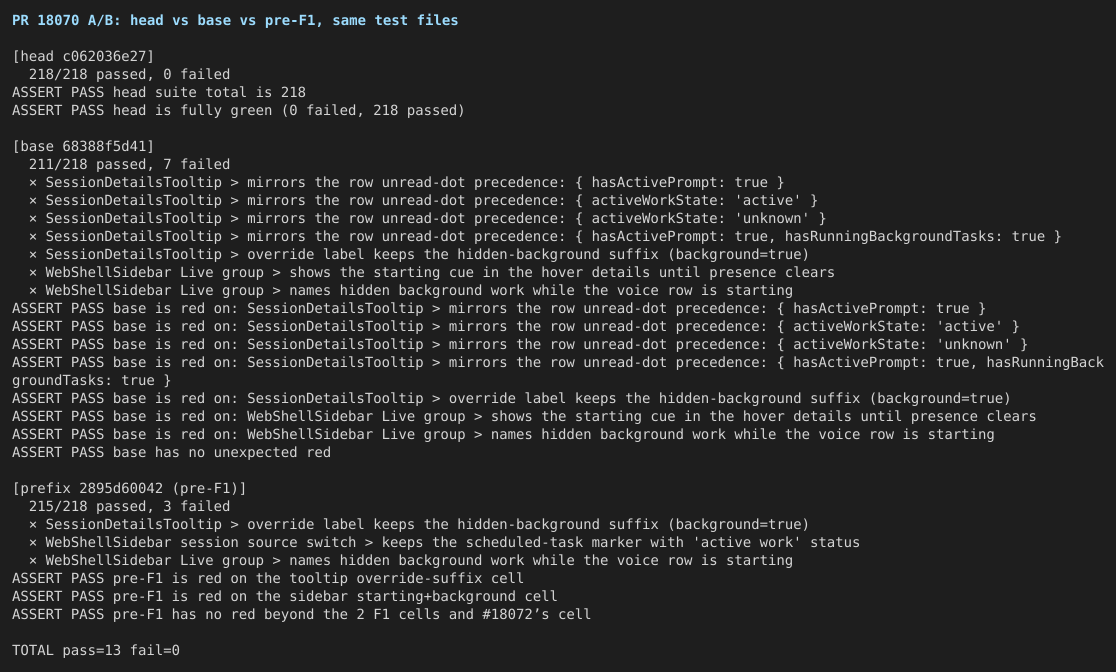 PR 18070 A/B: head vs base vs pre-F1, same test files
[head c062036e27]
218/218 passed, 0 failed
ASSERT PASS head suite total is 218
ASSERT PASS head is fully green (0 failed, 218 passed)
[base 68388f5d41]
211/218 passed, 7 failed
× SessionDetailsTooltip > mirrors the row unread-dot precedence: { hasActivePrompt: true }
× SessionDetailsTooltip > mirrors the row unread-dot precedence: { activeWorkState: 'active' }
× SessionDetailsTooltip > mirrors the row unread-dot precedence: { activeWorkState: 'unknown' }
× SessionDetailsTooltip > mirrors the row unread-dot precedence: { hasActivePrompt: true, hasRunningBackgroundTasks: true }
× SessionDetailsTooltip > override label keeps the hidden-background suffix (background=true)
× WebShellSidebar Live group > shows the starting cue in the hover details until presence clears
× WebShellSidebar Live group > names hidden background work while the voice row is starting
ASSERT PASS base is red on: SessionDetailsTooltip > mirrors the row unread-dot precedence: { hasActivePrompt: true }
ASSERT PASS base is red on: SessionDetailsTooltip > mirrors the row unread-dot precedence: { activeWorkState: 'active' }
ASSERT PASS base is red on: SessionDetailsTooltip > mirrors the row unread-dot precedence: { activeWorkState: 'unknown' }
ASSERT PASS base is red on: SessionDetailsTooltip > mirrors the row unread-dot precedence: { hasActivePrompt: true, hasRunningBack
groundTasks: true }
ASSERT PASS base is red on: SessionDetailsTooltip > override label keeps the hidden-background suffix (background=true)
ASSERT PASS base is red on: WebShellSidebar Live group > shows the starting cue in the hover details until presence clears
ASSERT PASS base is red on: WebShellSidebar Live group > names hidden background work while the voice row is starting
ASSERT PASS base has no unexpected red
[prefix 2895d60042 (pre-F1)]
215/218 passed, 3 failed
× SessionDetailsTooltip > override label keeps the hidden-background suffix (background=true)
× WebShellSidebar session source switch > keeps the scheduled-task marker with 'active work' status
× WebShellSidebar Live group > names hidden background work while the voice row is starting
ASSERT PASS pre-F1 is red on the tooltip override-suffix cell
ASSERT PASS pre-F1 is red on the sidebar starting+background cell
ASSERT PASS pre-F1 has no red beyond the 2 F1 cells and #18072’s cell
TOTAL pass=13 fail=0